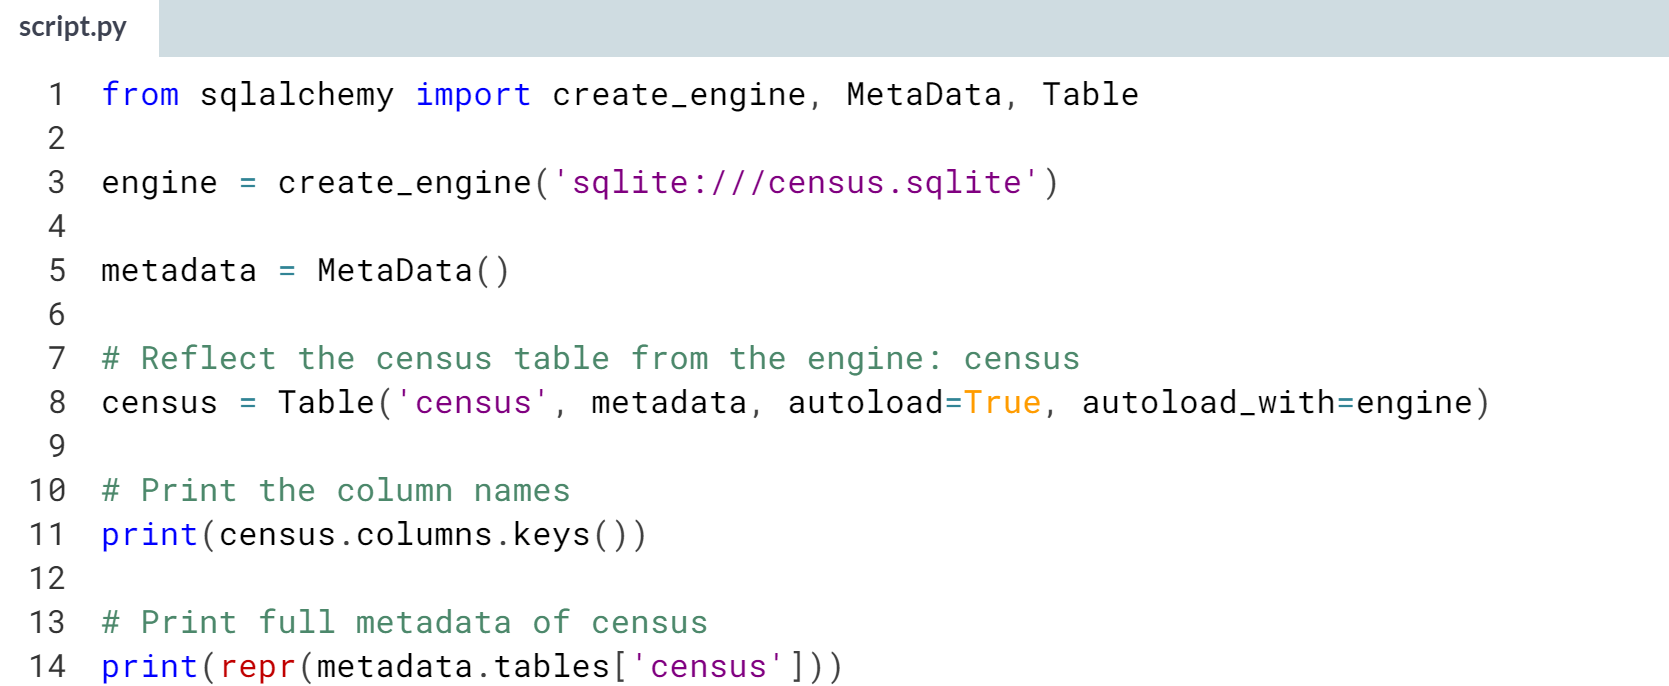 script.py
1 from sqlalchemy import create_engine, MetaData, Table
2
3 engine = create_engine('sqlite:///census.sqlite')
4
5 metadata = MetaData()
6
7 # Reflect the census table from the engine: census
8 census = Table('census', metadata, autoload=True, autoload_with=engine)
9
10 # Print the column names
11 print(census.columns.keys())
12
13 # Print full metadata of census
14 print(repr(metadata.tables['census']))